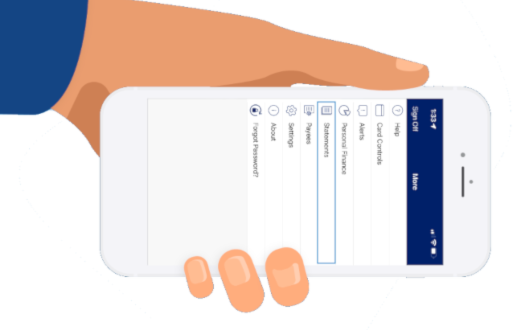 1:33
Sign Off
More
Help
Card Controls
Alerts
Personal Finance
Statements
Payees
Settings
About
Forgot Password?